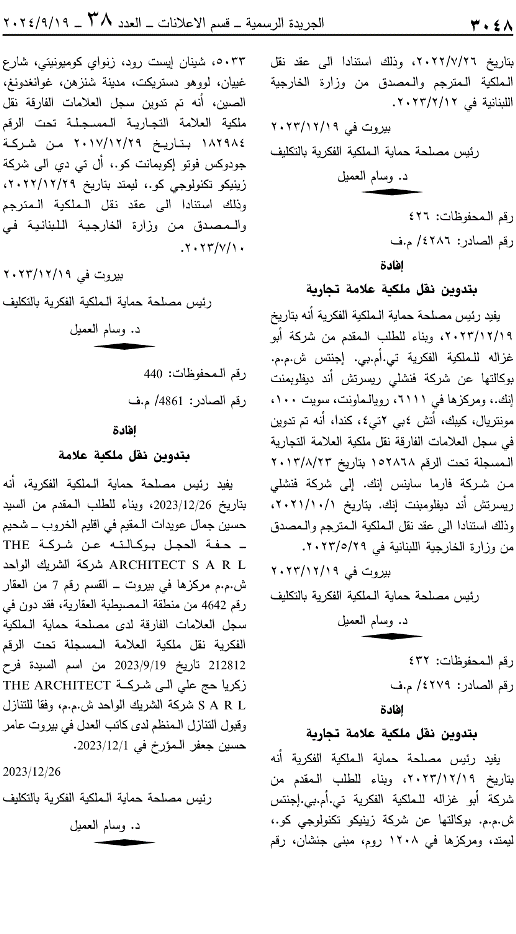 ٣٠٤٨
الجريدة الرسمية ــ قسم الاعلانات ــ العدد ٣٨ ــ ٢٠٢٤/٩/١٩
بتاريخ ٢٠٢٢/٧/٢٦، وذلك استنادا الى عقد نقل
الملكية المترجم والمصدق من وزارة الخارجية
اللبنانية في ٢٠٢٣/٢/١٢.
بيروت في ٢٠٢٣/١٢/١٩
رئيس مصلحة حماية الملكية الفكرية بالتكليف
د. وسام العميل
رقم المحفوظات: ٤٢٦
رقم الصادر: ٤٢٨٦/ م.ف
إفادة
بتدوين نقل ملكية علامة تجارية
يفيد رئيس مصلحة حماية الملكية الفكرية أنه بتاريخ
٢٠٢٣/١٢/١٩، وبناء للطلب المقدم من شركة أبو
غزاله للملكية الفكرية تي.أم.بي. إجنتس ش.م.م.
بوكالتها عن شركة فنشلي ريسرتش أند ديفلوبمنت
إنك.، ومركزها في ٦١١١، رويالماونت، سويت ١٠٠،
مونتريال، كيبك، أتش ٤بي ٢تي٤، كندا، أنه تم تدوين
في سجل العلامات الفارقة نقل ملكية العلامة التجارية
المسجلة تحت الرقم ١٥٢٨٦٨ بتاريخ ٢٠١٣/٨/٢٣
من شركة فارما ساينس إنك. إلى شركة فنشلي
ريسرتش أند ديفلوبمنت إنك. بتاريخ ٢٠٢١/١٠/١،
وذلك استنادا الى عقد نقل الملكية المترجم والمصدق
من وزارة الخارجية اللبنانية في ٢٠٢٣/٥/٢٩.
بيروت في ٢٠٢٣/١٢/١٩
رئيس مصلحة حماية الملكية الفكرية بالتكليف
د. وسام العميل
رقم المحفوظات: ٤٣٢
رقم الصادر: ٤٢٧٩/ م.ف
إفادة
بتدوين نقل ملكية علامة تجارية
يفيد رئيس مصلحة حماية الملكية الفكرية أنه
بتاريخ ٢٠٢٣/١٢/١٩، وبناء للطلب المقدم من
شركة أبو غزاله للملكية الفكرية تي.أم.بي.إجنتس
ش.م.م. بوكالتها عن شركة زينيكو تكنولوجي كو.،
ليمتد، ومركزها في ١٢٠٨ روم، مبنى جنشان، رقم
٥٠٣٣، شينان إيست رود، زنواي كوميونيتي، شارع
غبيان، لووهو دستريكت، مدينة شنزهن، غوانغدونغ،
الصين، أنه تم تدوين سجل العلامات الفارقة نقل
ملكية العلامة التجارية المسجلة تحت الرقم
١٨٢٩٨٤ بتاريخ ٢٠١٧/١٢/٢٩ من شركة
جودوكس فوتو إكوبمانت كو.، أل تي دي الى شركة
زينيكو تكنولوجي كو.، ليمتد بتاريخ ٢٠٢٢/١٢/٢٩،
وذلك استنادا الى عقد نقل الملكية المترجم
والمصدق من وزارة الخارجية اللبنانية في
٢٠٢٣/٧/١٠.
بيروت في ٢٠٢٣/١٢/١٩
رئيس مصلحة حماية الملكية الفكرية بالتكليف
د. وسام العميل
رقم المحفوظات: 440
رقم الصادر: 4861/ م.ف
إفادة
بتدوين نقل ملكية علامة
يفيد رئيس مصلحة حماية الملكية الفكرية، أنه
بتاريخ 2023/12/26، وبناء للطلب المقدم من السيد
حسين جمال عويدات المقيم في اقليم الخروب ــ شحيم
ــ حفة الحجل بوكالته عن شركة THE
ARCHITECT S A R L شركة الشريك الواحد
ش.م.م مركزها في بيروت ــ القسم رقم 7 من العقار
رقم 4642 من منطقة المصيطبة العقارية، فقد دون في
سجل العلامات الفارقة لدى مصلحة حماية الملكية
الفكرية نقل ملكية العلامة المسجلة تحت الرقم
212812 تاريخ 2023/9/19 من اسم السيدة فرح
زكريا حج علي الى شركة THE ARCHITECT
S A R L شركة الشريك الواحد ش.م.م، وفقا للتنازل
وقبول التنازل المنظم لدى كاتب العدل في بيروت عامر
حسين جعفر المؤرخ في 2023/12/1.
2023/12/26
رئيس مصلحة حماية الملكية الفكرية بالتكليف
د. وسام العميل